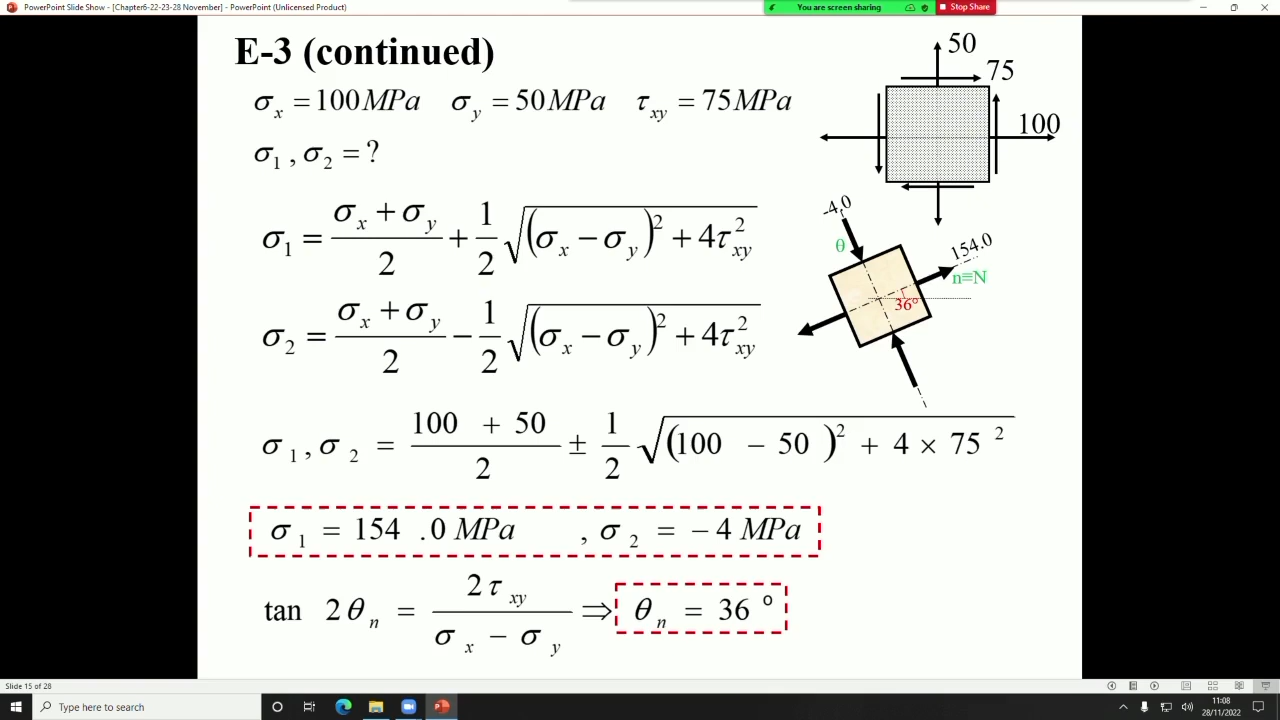 PowerPoint Slide Show - [Chapter6-22-23-28 November] - PowerPoint (Unlicensed Product)
You are screen sharing
Stop Share
E-3 (continued)
σx = 100 MPa σy = 50 MPa τxy = 75 MPa
σ1 , σ2 = ?
50
75
100
σ1 = (σx + σy)/2 + 1/2 √((σx − σy)² + 4τ²xy)
-4.0
θ
154.0
n≡N
36°
σ2 = (σx + σy)/2 − 1/2 √((σx − σy)² + 4τ²xy)
σ1 , σ2 = (100 + 50)/2 ± 1/2 √((100 − 50)² + 4 × 75²)
σ1 = 154 .0 MPa , σ2 = − 4 MPa
tan 2θn = 2τxy/(σx − σy) ⇒ θn = 36 °
Slide 15 of 28
Type here to search
11:08
28/11/2022